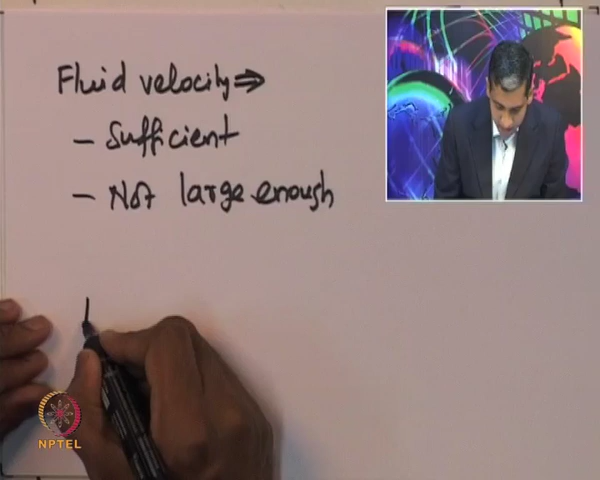 Fluid velocity ⇒
- Sufficient
- Not large enough
NPTEL